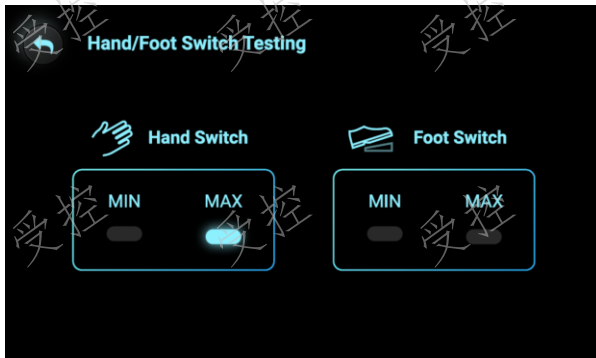 Hand/Foot Switch Testing
Hand Switch
MIN MAX
Foot Switch
MIN MAX
受控
受控
受控
受控
受控
受控